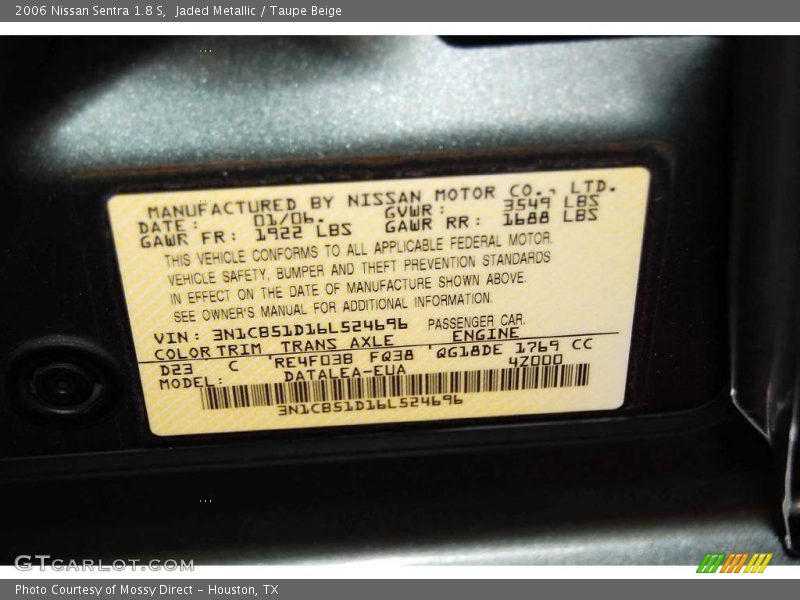 2006 Nissan Sentra 1.8 S, Jaded Metallic / Taupe Beige
MANUFACTURED BY NISSAN MOTOR CO., LTD.
DATE: 01/06. GVWR: 3549 LBS
GAWR FR: 1922 LBS GAWR RR: 1688 LBS
THIS VEHICLE CONFORMS TO ALL APPLICABLE FEDERAL MOTOR
VEHICLE SAFETY, BUMPER AND THEFT PREVENTION STANDARDS
IN EFFECT ON THE DATE OF MANUFACTURE SHOWN ABOVE.
SEE OWNER'S MANUAL FOR ADDITIONAL INFORMATION.
VIN: 3N1CB51D16L524696 PASSENGER CAR.
COLOR TRIM TRANS AXLE ENGINE
D23 C RE4F03B FQ38 QG18DE 1769 CC
MODEL: DATALEA-EUA 4Z000
3N1CB51D16L524696
GTCARLOT.COM
Photo Courtesy of Mossy Direct - Houston, TX